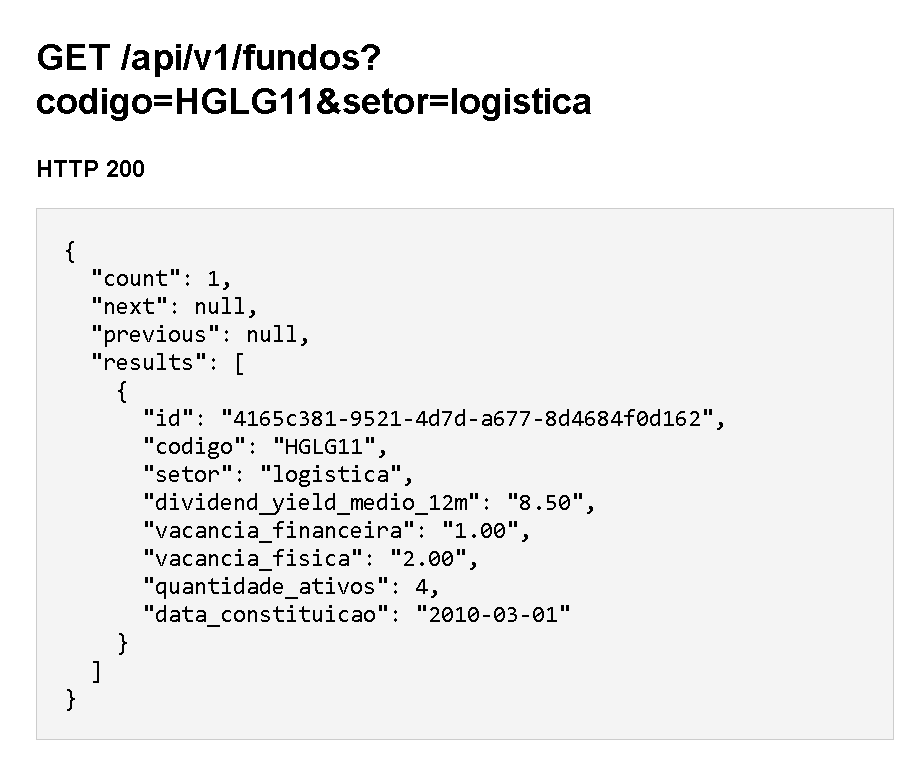 GET /api/v1/fundos?
codigo=HGLG11&setor=logistica
HTTP 200
{
  "count": 1,
  "next": null,
  "previous": null,
  "results": [
    {
      "id": "4165c381-9521-4d7d-a677-8d4684f0d162",
      "codigo": "HGLG11",
      "setor": "logistica",
      "dividend_yield_medio_12m": "8.50",
      "vacancia_financeira": "1.00",
      "vacancia_fisica": "2.00",
      "quantidade_ativos": 4,
      "data_constituicao": "2010-03-01"
    }
  ]
}